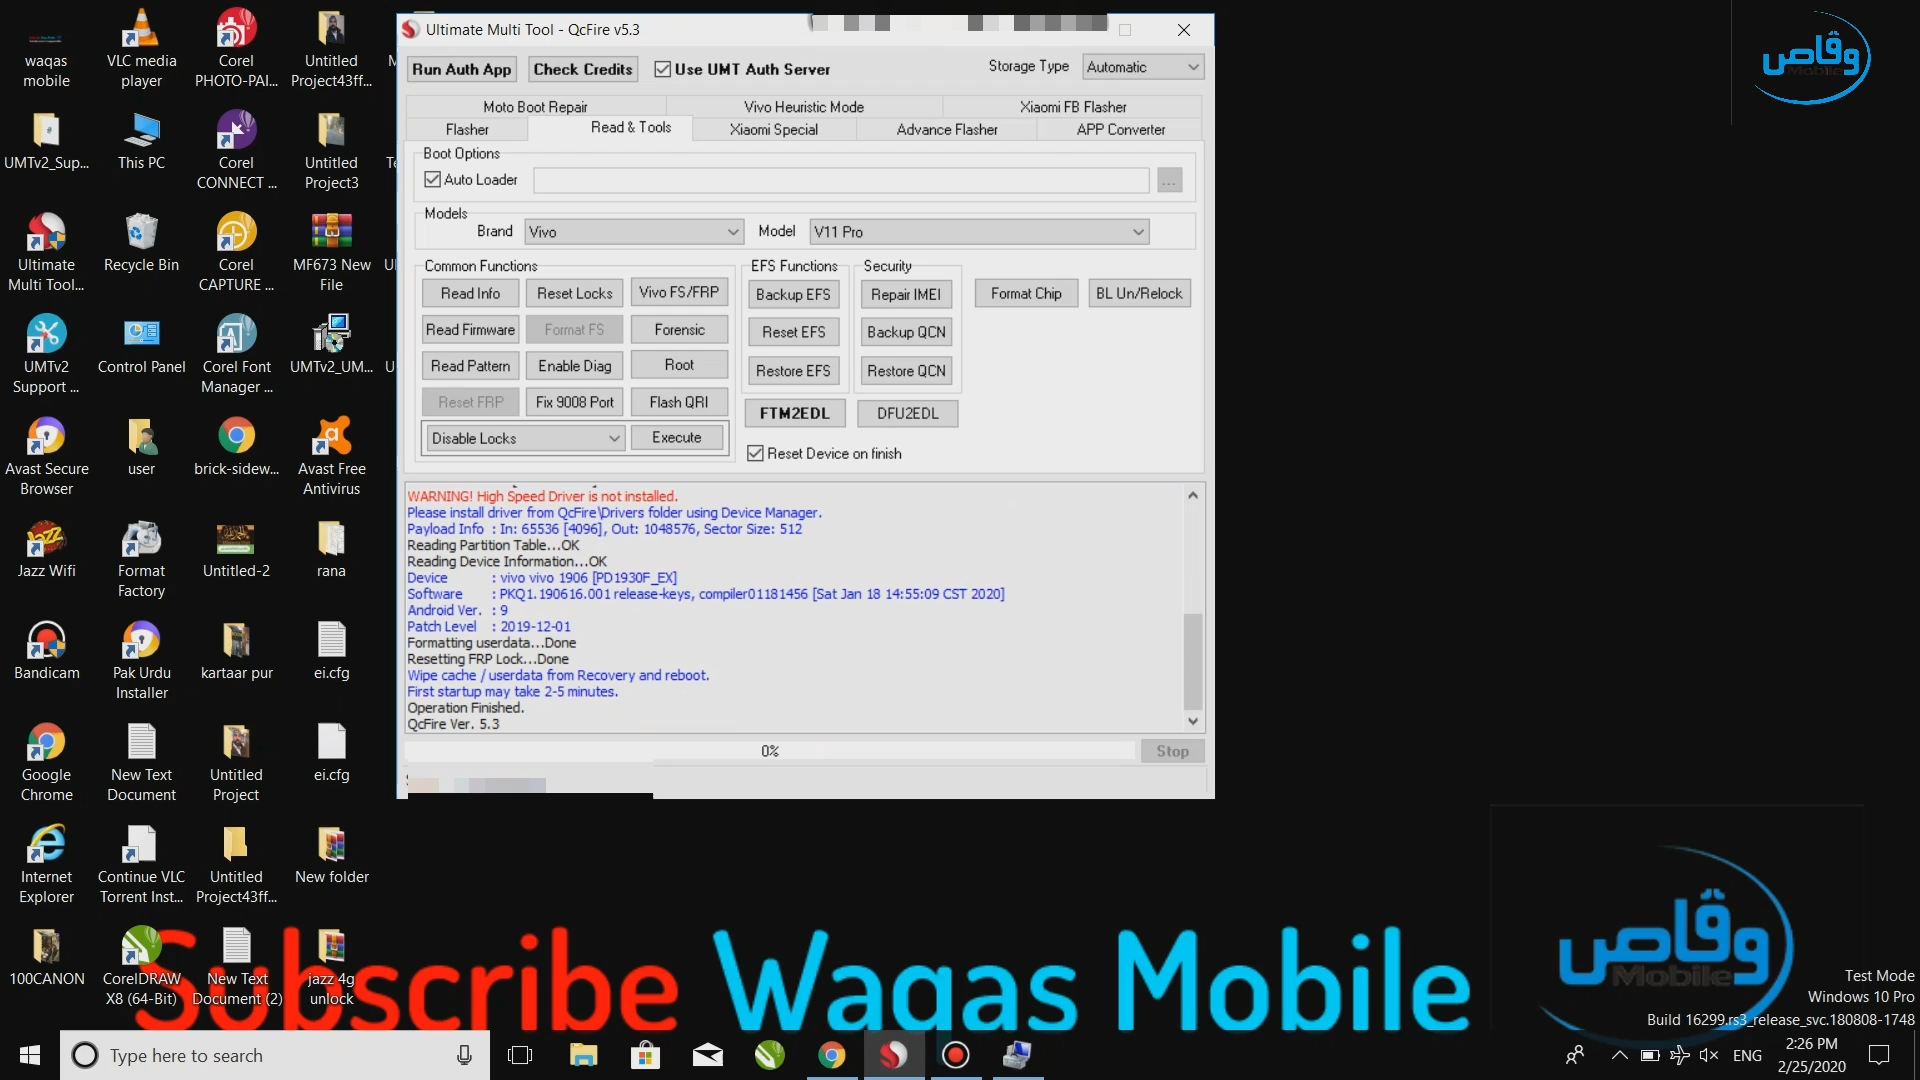 waqas
mobile
VLC media
player
Corel
PHOTO-PAI...
Untitled
Project43ff...
UMTv2_Sup...
This PC
Corel
CONNECT ...
Untitled
Project3
Ultimate
Multi Tool...
Recycle Bin
Corel
CAPTURE ...
MF673 New
File
UMTv2
Support ...
Control Panel
Corel Font
Manager ...
UMTv2_UM...
Avast Secure
Browser
user
brick-sidew...
Avast Free
Antivirus
Jazz Wifi
Format
Factory
Untitled-2
rana
Bandicam
Pak Urdu
Installer
kartaar pur
ei.cfg
Google
Chrome
New Text
Document
Untitled
Project
ei.cfg
Internet
Explorer
Continue VLC
Torrent Inst...
Untitled
Project43ff...
New folder
100CANON
CorelDRAW
X8 (64-Bit)
New Text
Document (2)
jazz 4g
unlock
Ultimate Multi Tool - QcFire v5.3
Run Auth App Check Credits Use UMT Auth Server Storage Type Automatic
Moto Boot Repair Vivo Heuristic Mode Xiaomi FB Flasher
Flasher Read & Tools Xiaomi Special Advance Flasher APP Converter
Boot Options
Auto Loader ...
Models
Brand Vivo Model V11 Pro
Common Functions EFS Functions Security
Read Info Reset Locks Vivo FS/FRP Backup EFS Repair IMEI Format Chip BL Un/Relock
Read Firmware Format FS Forensic Reset EFS Backup QCN
Read Pattern Enable Diag Root Restore EFS Restore QCN
Reset FRP Fix 9008 Port Flash QRI FTM2EDL DFU2EDL
Disable Locks Execute Reset Device on finish
WARNING! High Speed Driver is not installed.
Please install driver from QcFire\Drivers folder using Device Manager.
Payload Info : In: 65536 [4096], Out: 1048576, Sector Size: 512
Reading Partition Table...OK
Reading Device Information...OK
Device : vivo vivo 1906 [PD1930F_EX]
Software : PKQ1.190616.001 release-keys, compiler01181456 [Sat Jan 18 14:55:09 CST 2020]
Android Ver. : 9
Patch Level : 2019-12-01
Formatting userdata...Done
Resetting FRP Lock...Done
Wipe cache / userdata from Recovery and reboot.
First startup may take 2-5 minutes.
Operation Finished.
QcFire Ver. 5.3
0% Stop
وقاص
Mobile
Subscribe Waqas Mobile
وقاص
Mobile
Test Mode
Windows 10 Pro
Build 16299.rs3_release_svc.180808-1748
Type here to search
ENG
2:26 PM
2/25/2020